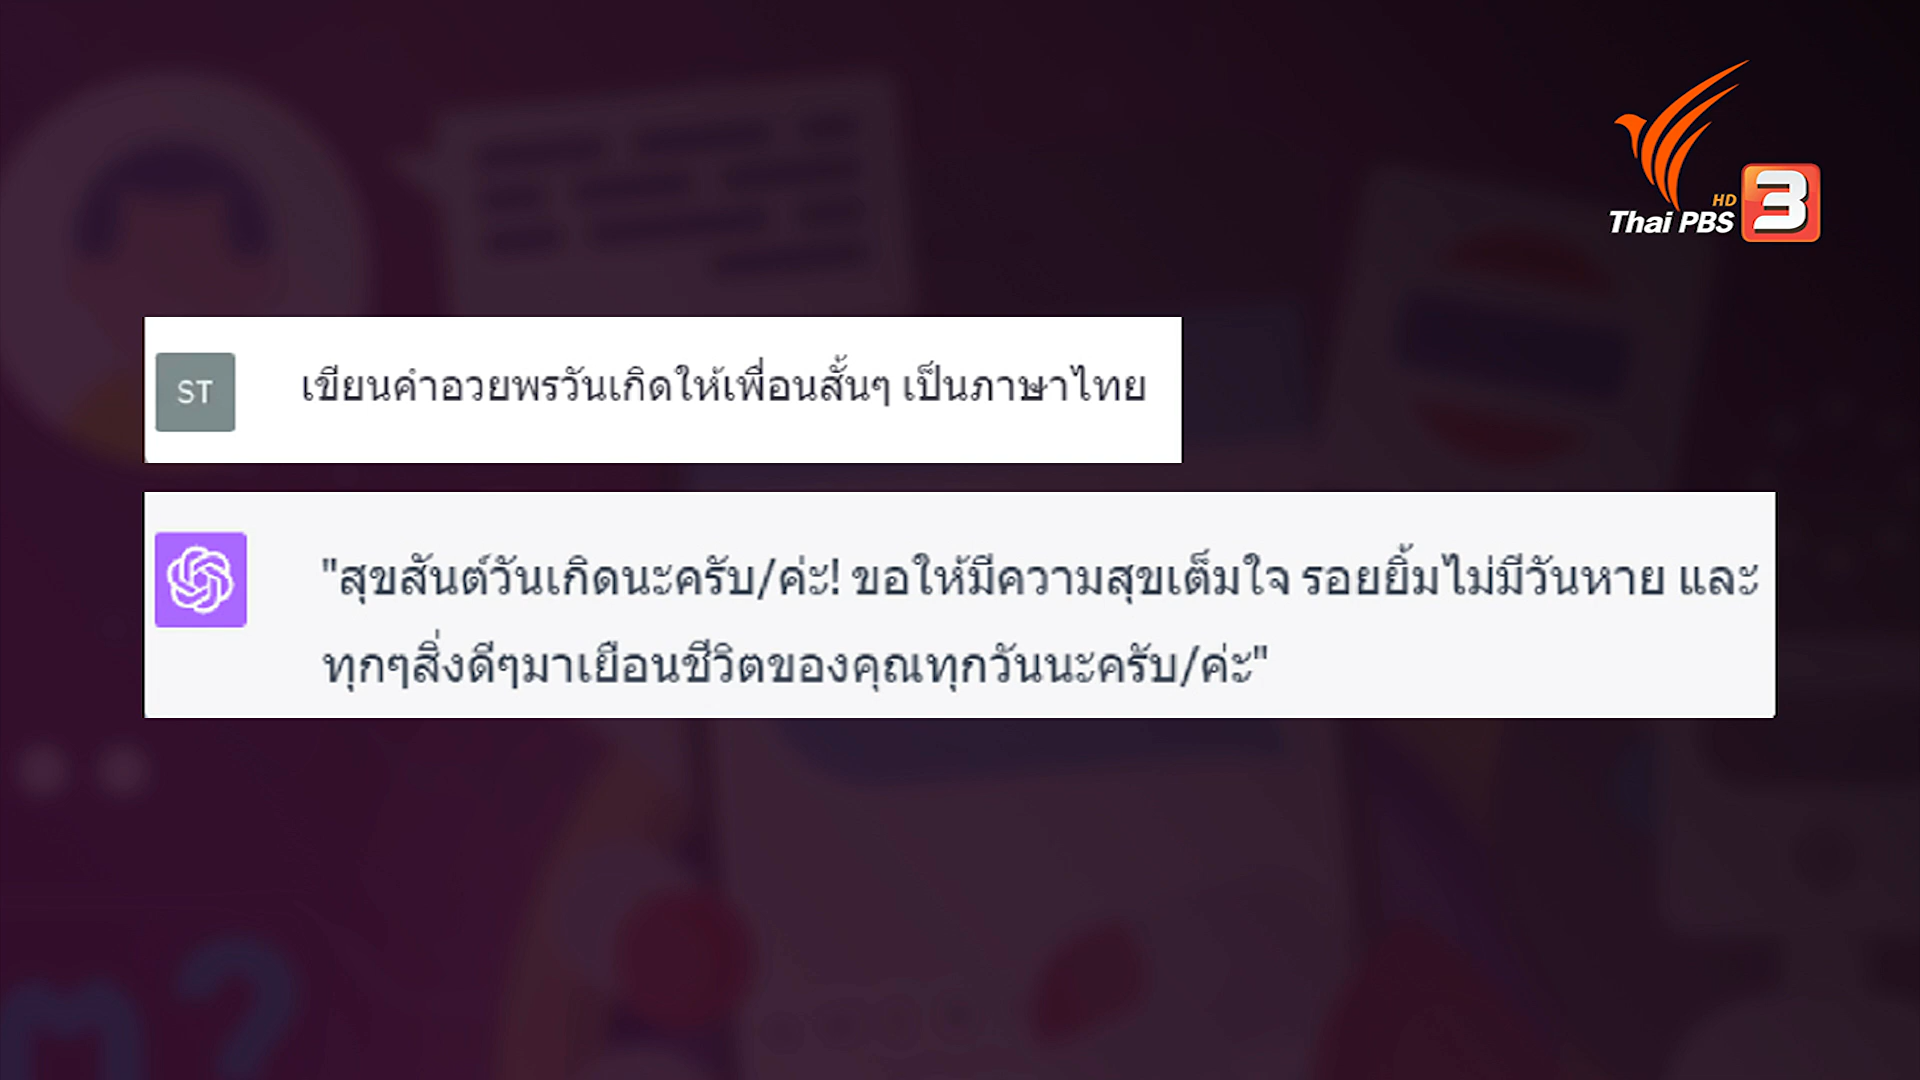 HD
Thai PBS 3
ST
เขียนคำอวยพรวันเกิดให้เพื่อนสั้นๆ เป็นภาษาไทย
"สุขสันต์วันเกิดนะครับ/ค่ะ! ขอให้มีความสุขเต็มใจ รอยยิ้มไม่มีวันหาย และ
ทุกๆสิ่งดีๆมาเยือนชีวิตของคุณทุกวันนะครับ/ค่ะ"
m?